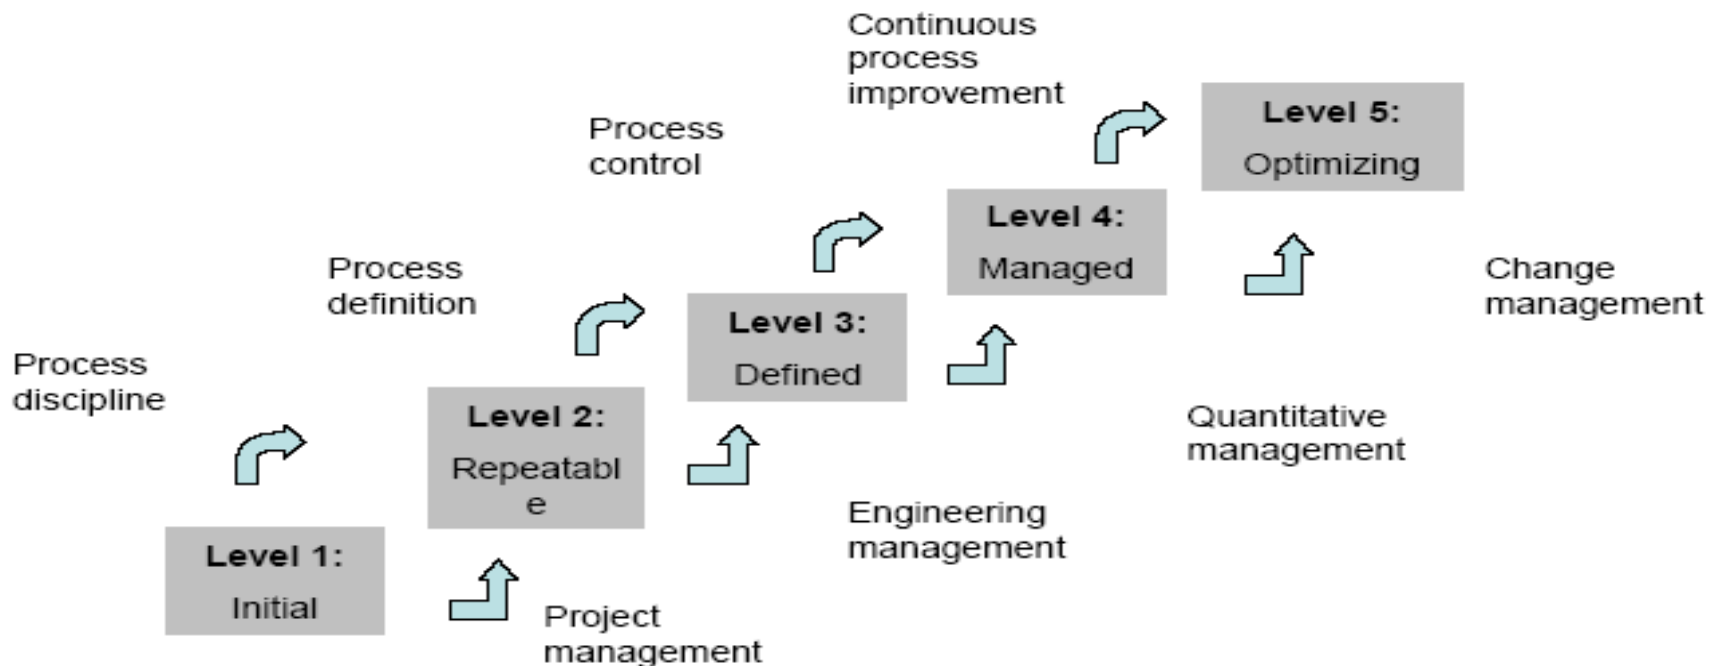 Continuous
process
improvement
Level 5:
Optimizing
Process
control
Level 4:
Managed
Change
management
Process
definition
Level 3:
Defined
Quantitative
management
Process
discipline
Level 2:
Repeatabl
e
Engineering
management
Level 1:
Initial
Project
management